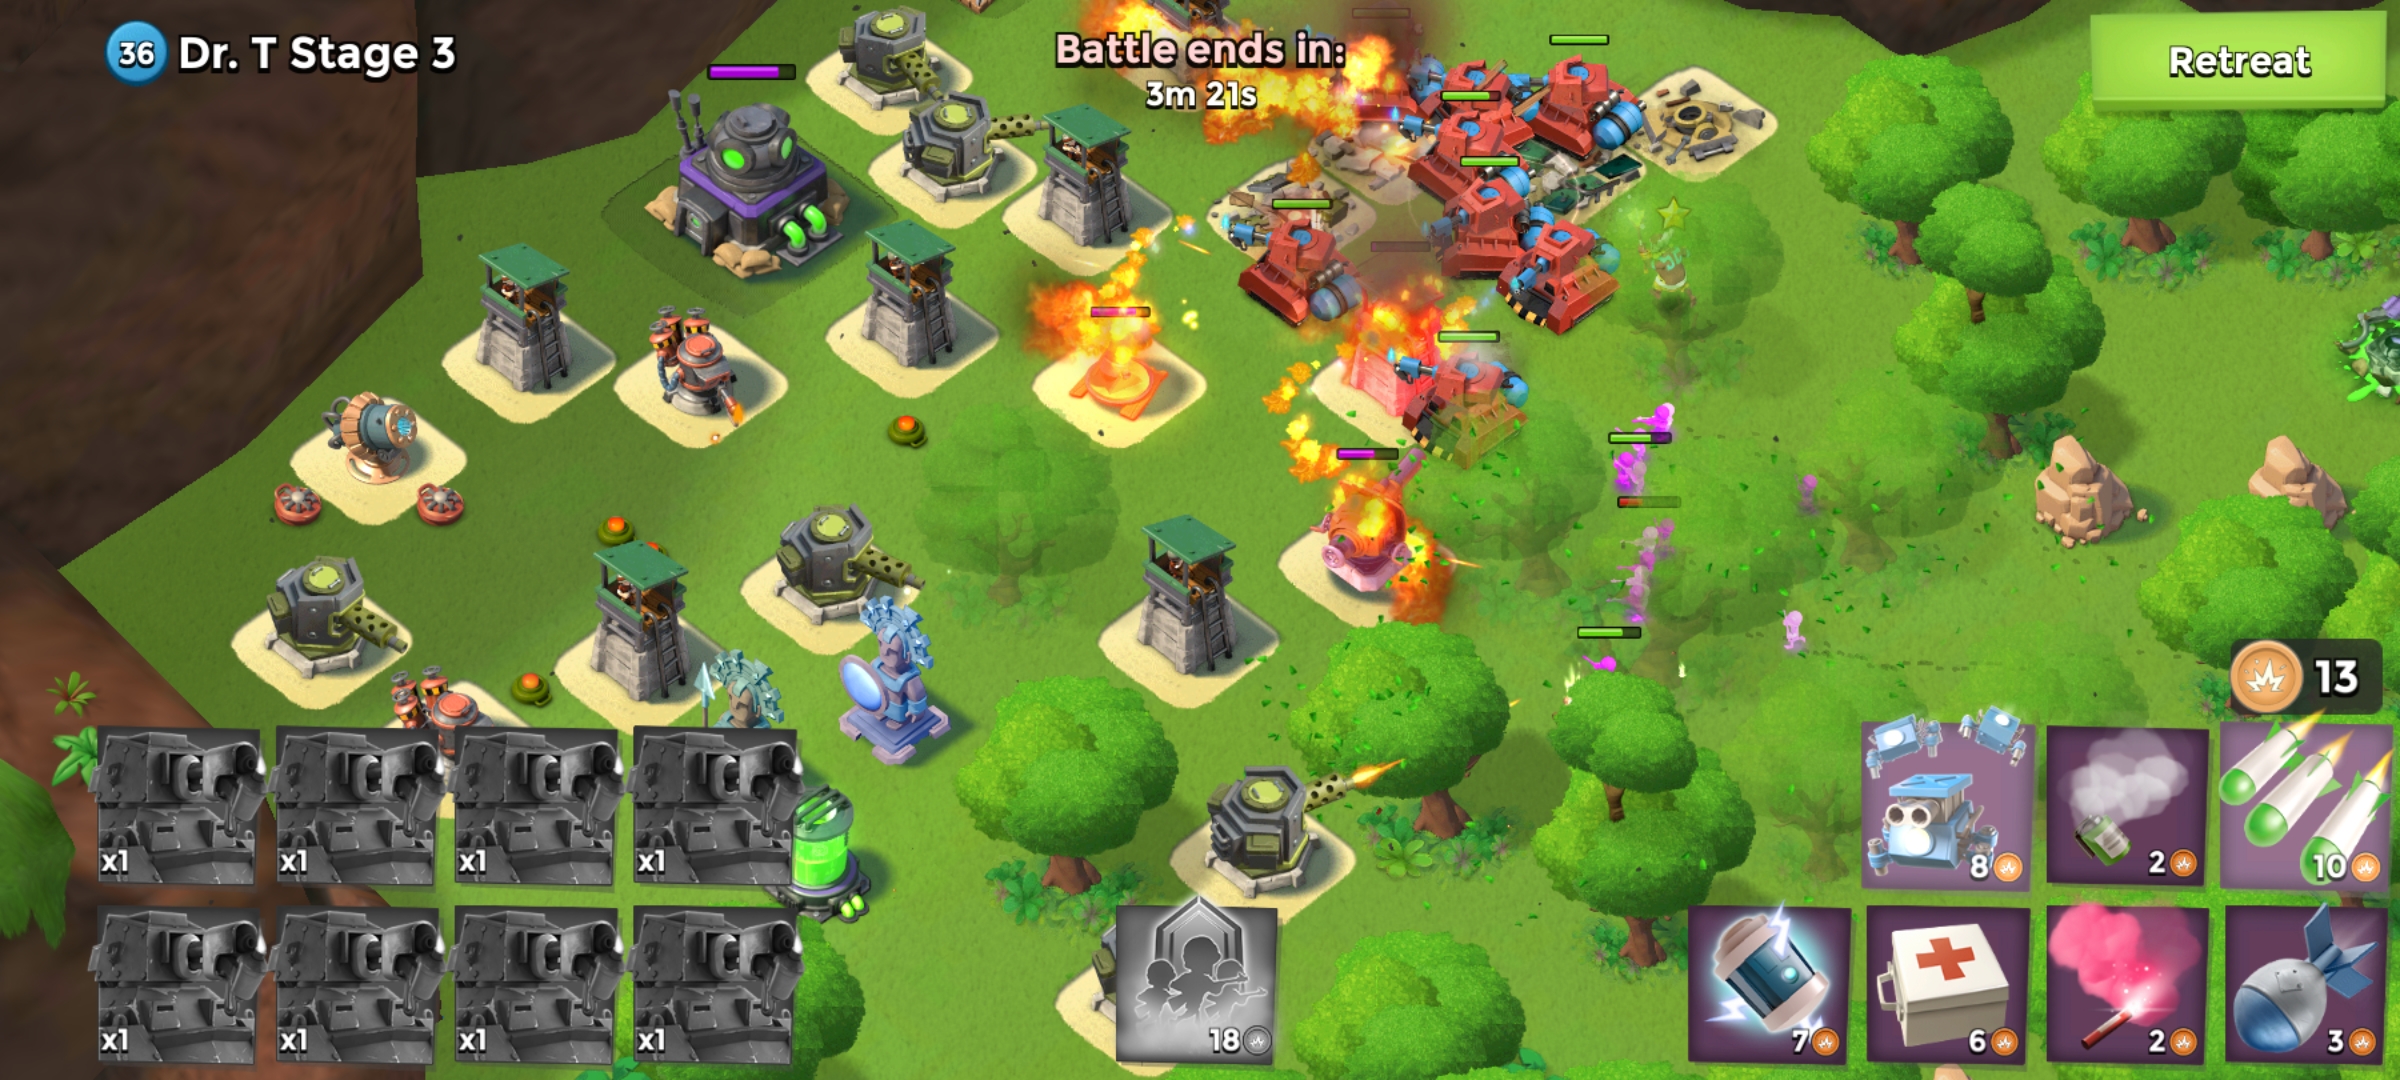 36 Dr. T Stage 3
Battle ends in:
3m 21s
Retreat
13
8
2
10
x1
x1
x1
x1
18
7
6
2
3
x1
x1
x1
x1